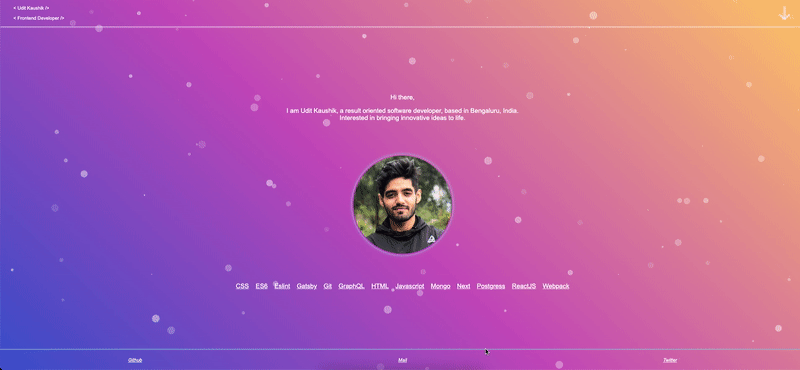 < Udit Kaushik />
< Frontend Developer />
Hi there,
I am Udit Kaushik, a result oriented software developer, based in Bengaluru, India.
Interested in bringing innovative ideas to life.
CSS ES6 Eslint Gatsby Git GraphQL HTML Javascript Mongo Next Postgress ReactJS Webpack
Github Mail Twitter